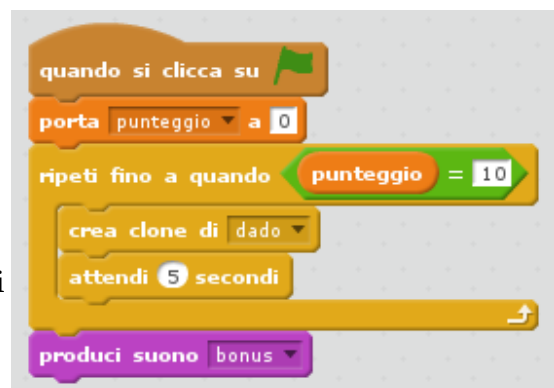 quando si clicca su
porta punteggio a 0
ripeti fino a quando punteggio = 10
crea clone di dado
i attendi 5 secondi
produci suono bonus